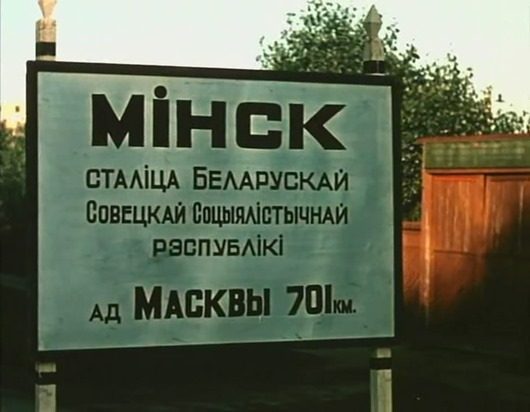 МІНСК
СТАЛІЦА БЕЛАРУСКАЙ
СОВЕЦКАЙ СОЦЫЯЛІСТЫЧНАЙ
РЭСПУБЛІКІ
АД МАСКВЫ 701 КМ.